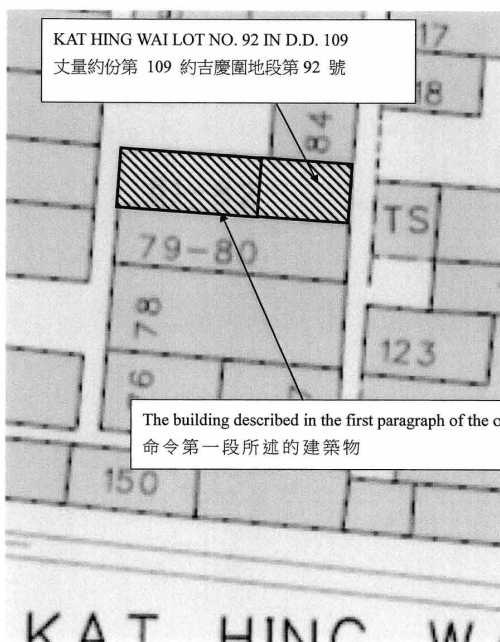 KAT HING WAI LOT NO. 92 IN D.D. 109
丈量約份第 109 約吉慶圍地段第 92 號
17
18
84
TS
79-80
78
123
The building described in the first paragraph of the
命令第一段所述的建築物
150
KAT HING W